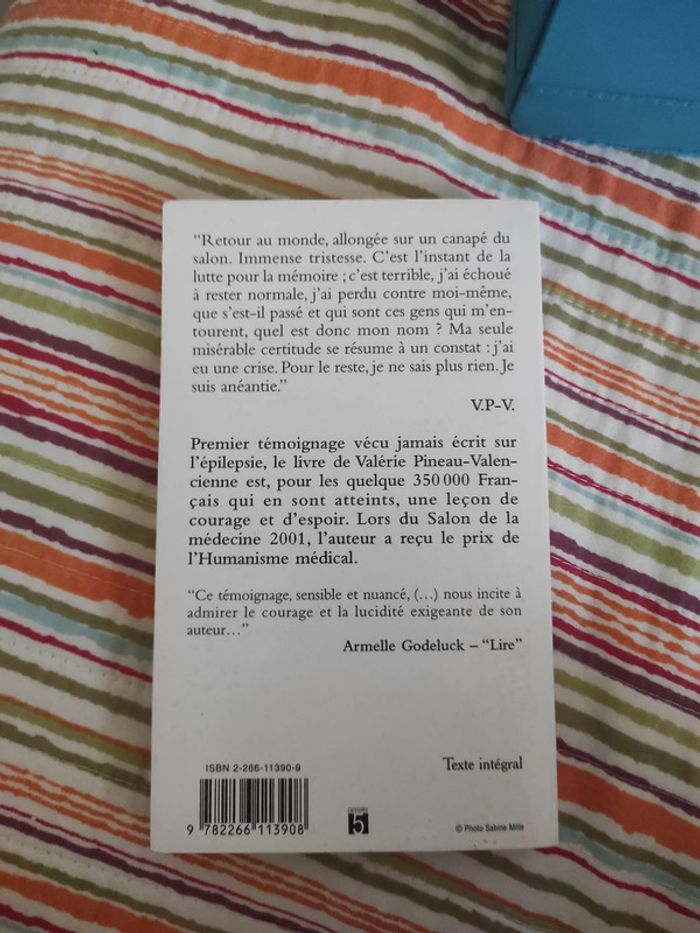 “Retour au monde, allongée sur un canapé du
salon. Immense tristesse. C’est l’instant de la
lutte pour la mémoire ; c’est terrible, j’ai échoué
à rester normale, j’ai perdu contre moi-même,
que s’est-il passé et qui sont ces gens qui m’en-
tourent, quel est donc mon nom ? Ma seule
misérable certitude se résume à un constat : j’ai
eu une crise. Pour le reste, je ne sais plus rien. Je
suis anéantie.”
V.P-V.
Premier témoignage vécu jamais écrit sur
l’épilepsie, le livre de Valérie Pineau-Valen-
cienne est, pour les quelque 350 000 Fran-
çais qui en sont atteints, une leçon de
courage et d’espoir. Lors du Salon de la
médecine 2001, l’auteur a reçu le prix de
l’Humanisme médical.
“Ce témoignage, sensible et nuancé, (…) nous incite à
admirer le courage et la lucidité exigeante de son
auteur…”
Armelle Godeluck – “Lire”
ISBN 2-266-11390-9
Texte intégral
9 782266 113908
5
© Photo Sabine Mille